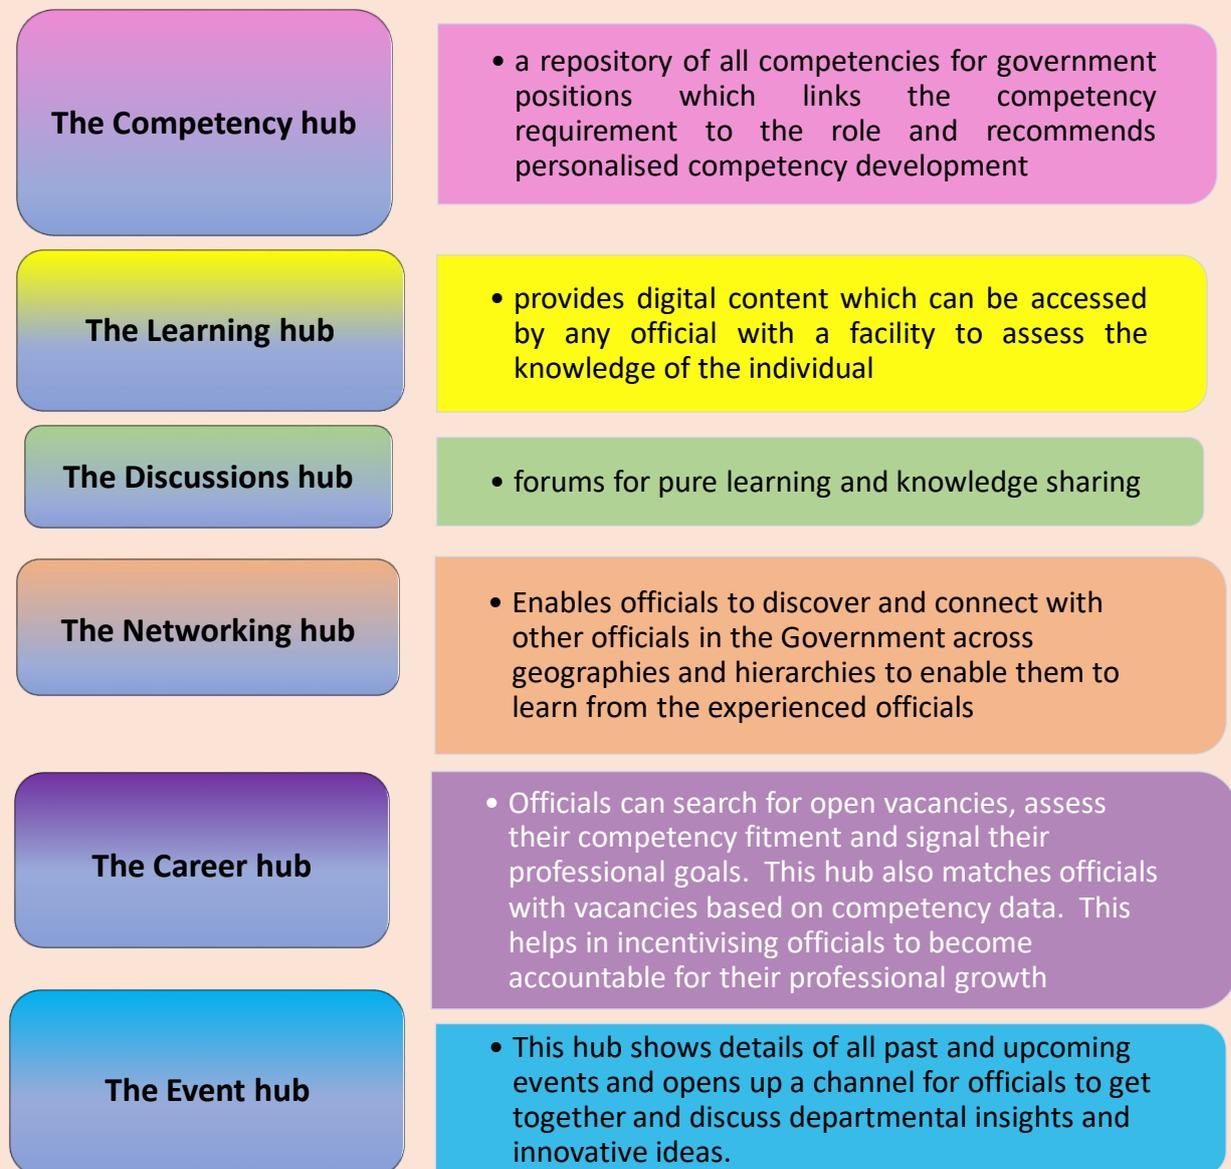 The Competency hub
• a repository of all competencies for government
positions which links the competency
requirement to the role and recommends
personalised competency development
The Learning hub
• provides digital content which can be accessed
by any official with a facility to assess the
knowledge of the individual
The Discussions hub
• forums for pure learning and knowledge sharing
The Networking hub
• Enables officials to discover and connect with
other officials in the Government across
geographies and hierarchies to enable them to
learn from the experienced officials
The Career hub
• Officials can search for open vacancies, assess
their competency fitment and signal their
professional goals.  This hub also matches officials
with vacancies based on competency data.  This
helps in incentivising officials to become
accountable for their professional growth
The Event hub
• This hub shows details of all past and upcoming
events and opens up a channel for officials to get
together and discuss departmental insights and
innovative ideas.